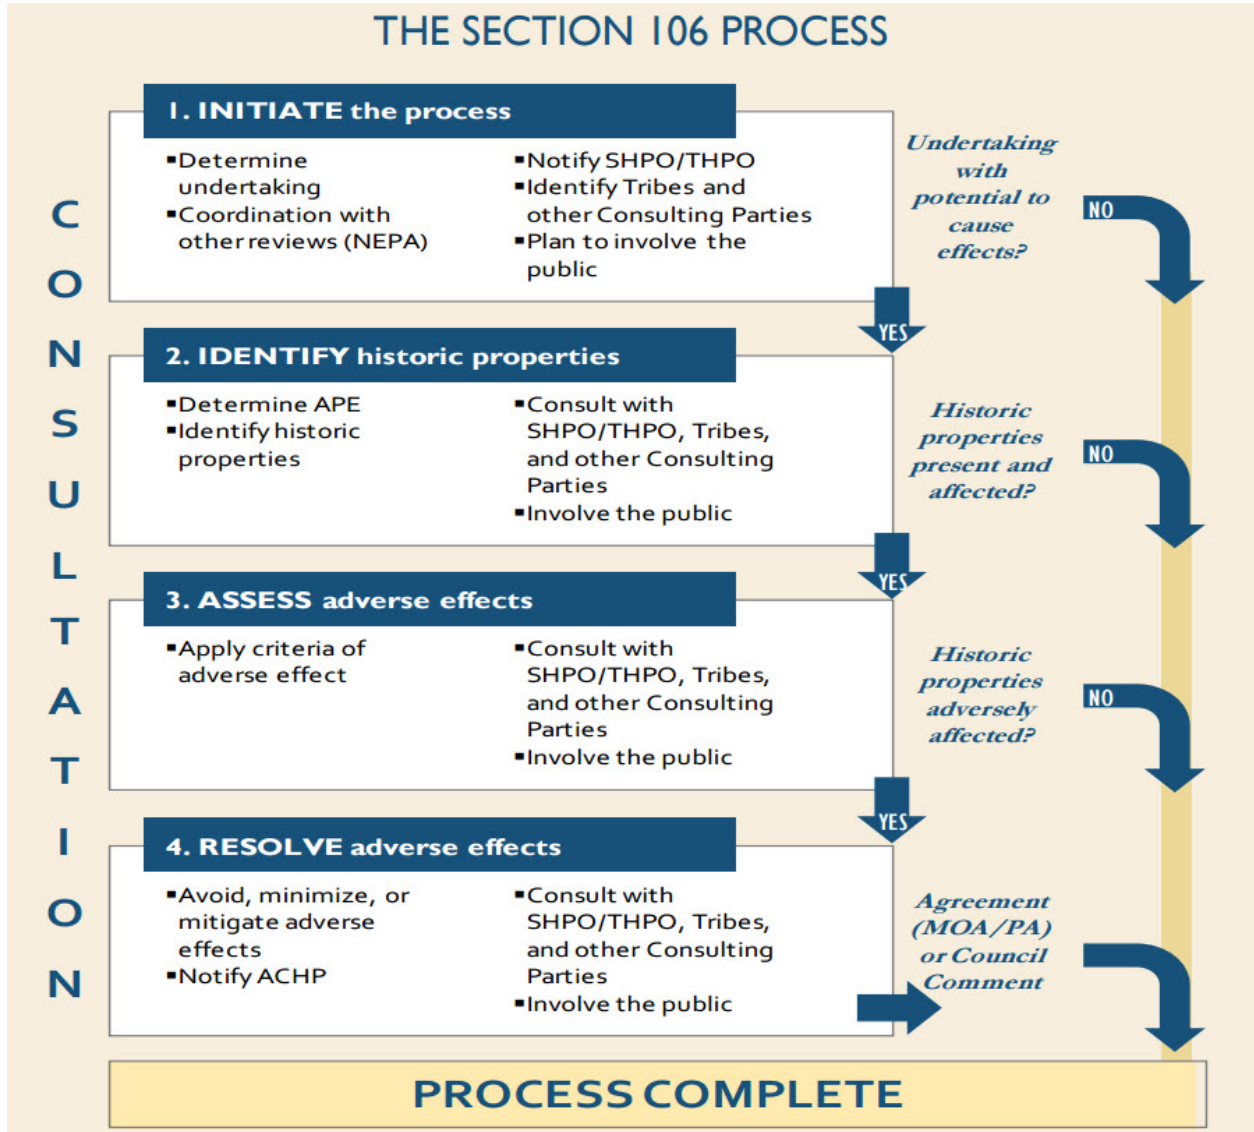 THE SECTION 106 PROCESS
CONSULTATION
1. INITIATE the process
▪Determine
undertaking
▪Coordination with
other reviews (NEPA)
▪Notify SHPO/THPO
▪Identify Tribes and
other Consulting Parties
▪Plan to involve the
public
Undertaking
with
potential to
cause
effects?
NO
YES
2. IDENTIFY historic properties
▪Determine APE
▪Identify historic
properties
▪Consult with
SHPO/THPO, Tribes,
and other Consulting
Parties
▪Involve the public
Historic
properties
present and
affected?
NO
YES
3. ASSESS adverse effects
▪Apply criteria of
adverse effect
▪Consult with
SHPO/THPO, Tribes,
and other Consulting
Parties
▪Involve the public
Historic
properties
adversely
affected?
NO
YES
4. RESOLVE adverse effects
▪Avoid, minimize, or
mitigate adverse
effects
▪Notify ACHP
▪Consult with
SHPO/THPO, Tribes,
and other Consulting
Parties
▪Involve the public
Agreement
(MOA/PA)
or Council
Comment
PROCESS COMPLETE